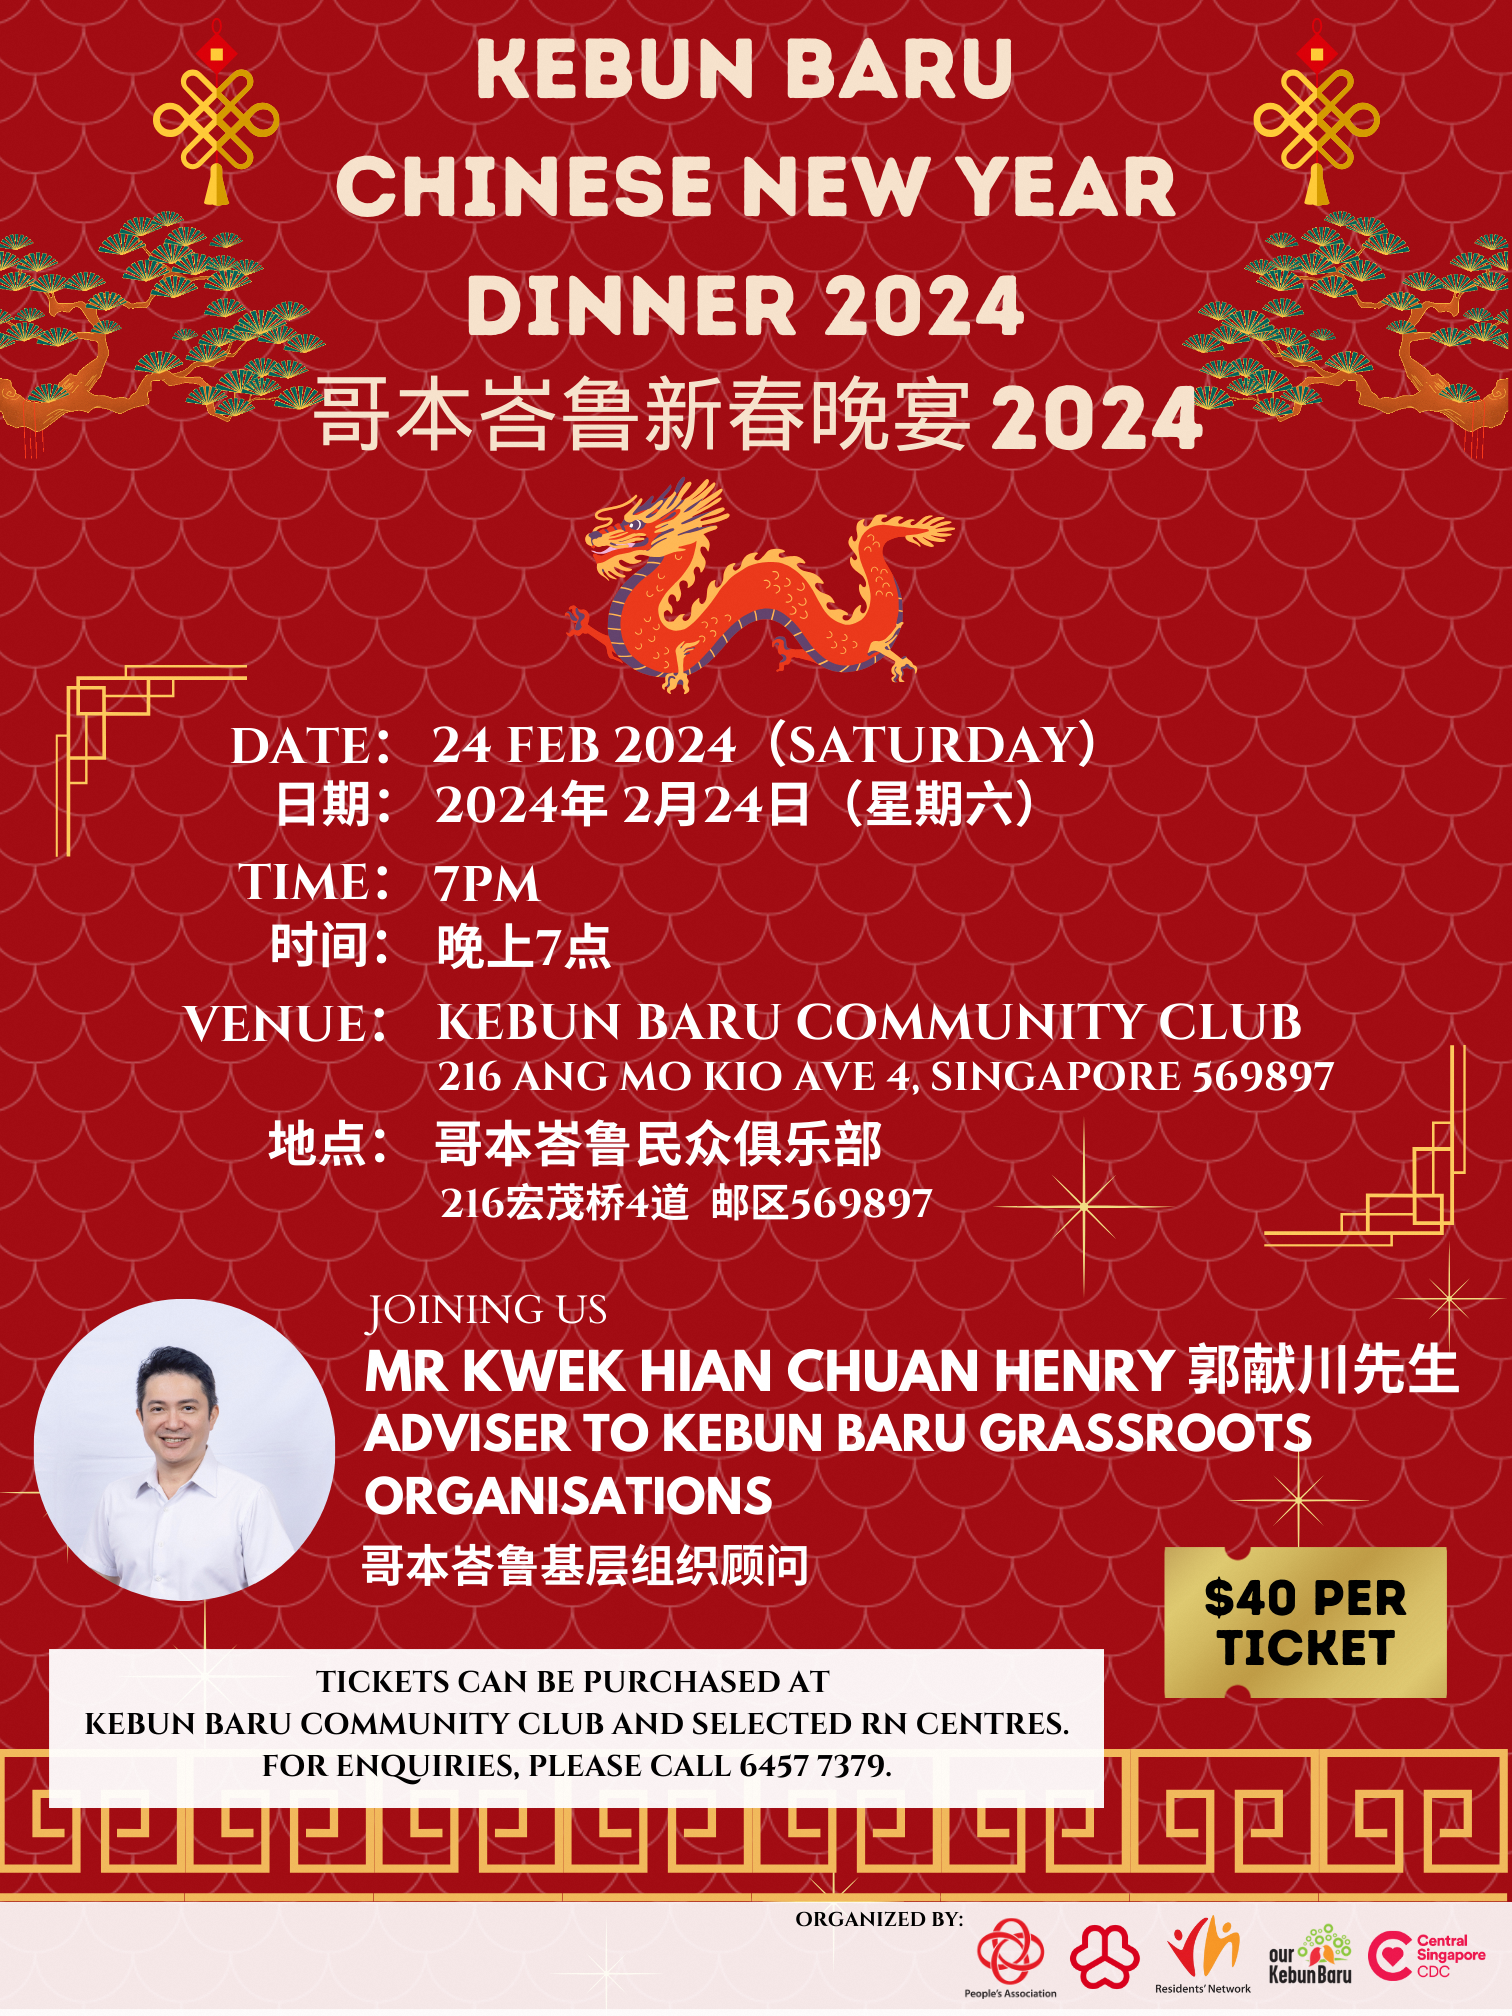 KEBUN BARU
CHINESE NEW YEAR
DINNER 2024
哥本峇鲁新春晚宴 2024
DATE： 24 FEB 2024（SATURDAY）
日期： 2024年 2月24日（星期六）
TIME： 7PM
时间： 晚上7点
VENUE： KEBUN BARU COMMUNITY CLUB
216 ANG MO KIO AVE 4, SINGAPORE 569897
地点： 哥本峇鲁民众俱乐部
216宏茂桥4道 邮区569897
JOINING US
MR KWEK HIAN CHUAN HENRY 郭献川先生
ADVISER TO KEBUN BARU GRASSROOTS
ORGANISATIONS
哥本峇鲁基层组织顾问
$40 PER
TICKET
TICKETS CAN BE PURCHASED AT
KEBUN BARU COMMUNITY CLUB AND SELECTED RN CENTRES.
FOR ENQUIRIES, PLEASE CALL 6457 7379.
ORGANIZED BY:
People's Association
Residents' Network
our
KebunBaru
Central
Singapore
CDC